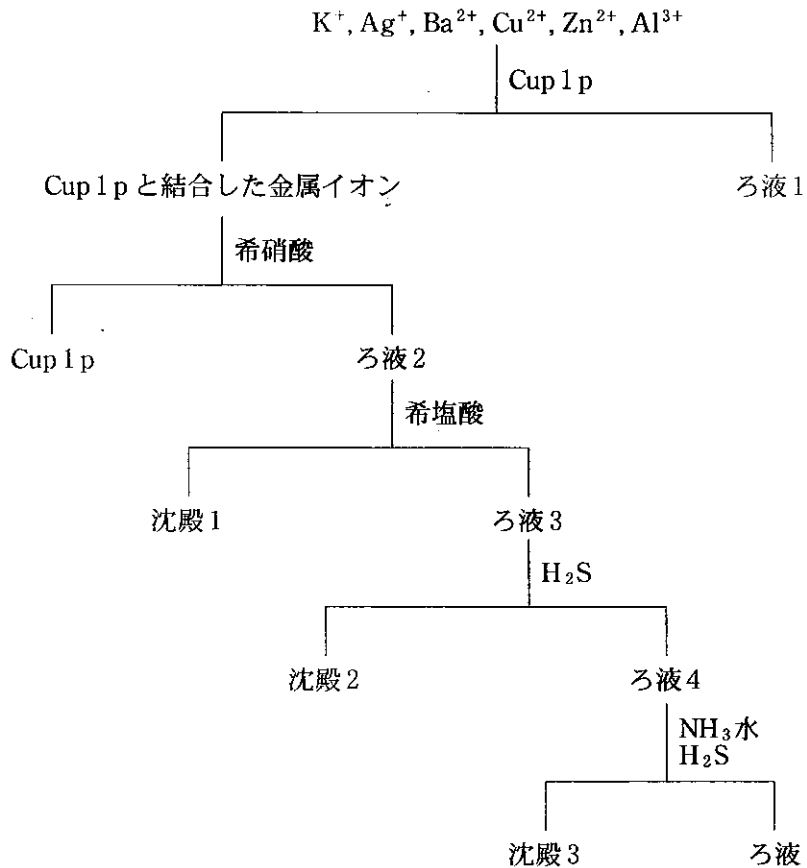 K⁺, Ag⁺, Ba²⁺, Cu²⁺, Zn²⁺, Al³⁺
Cup1p
Cup1pと結合した金属イオン
ろ液1
希硝酸
Cup1p
ろ液2
希塩酸
沈殿1
ろ液3
H₂S
沈殿2
ろ液4
NH₃水
H₂S
沈殿3
ろ液